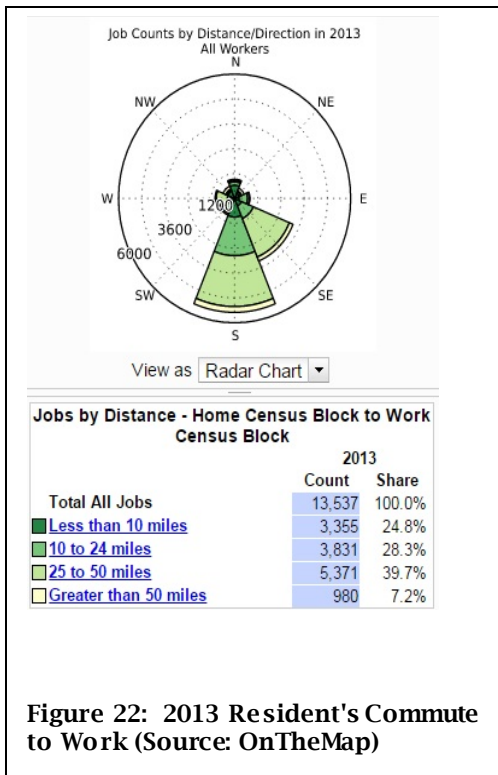 Job Counts by Distance/Direction in 2013
All Workers
N
NW
NE
W
E
1200
3600
6000
SW
SE
S
View as Radar Chart
Jobs by Distance - Home Census Block to Work
Census Block
2013
Count Share
Total All Jobs 13,537 100.0%
Less than 10 miles 3,355 24.8%
10 to 24 miles 3,831 28.3%
25 to 50 miles 5,371 39.7%
Greater than 50 miles 980 7.2%
Figure 22: 2013 Resident's Commute
to Work (Source: OnTheMap)